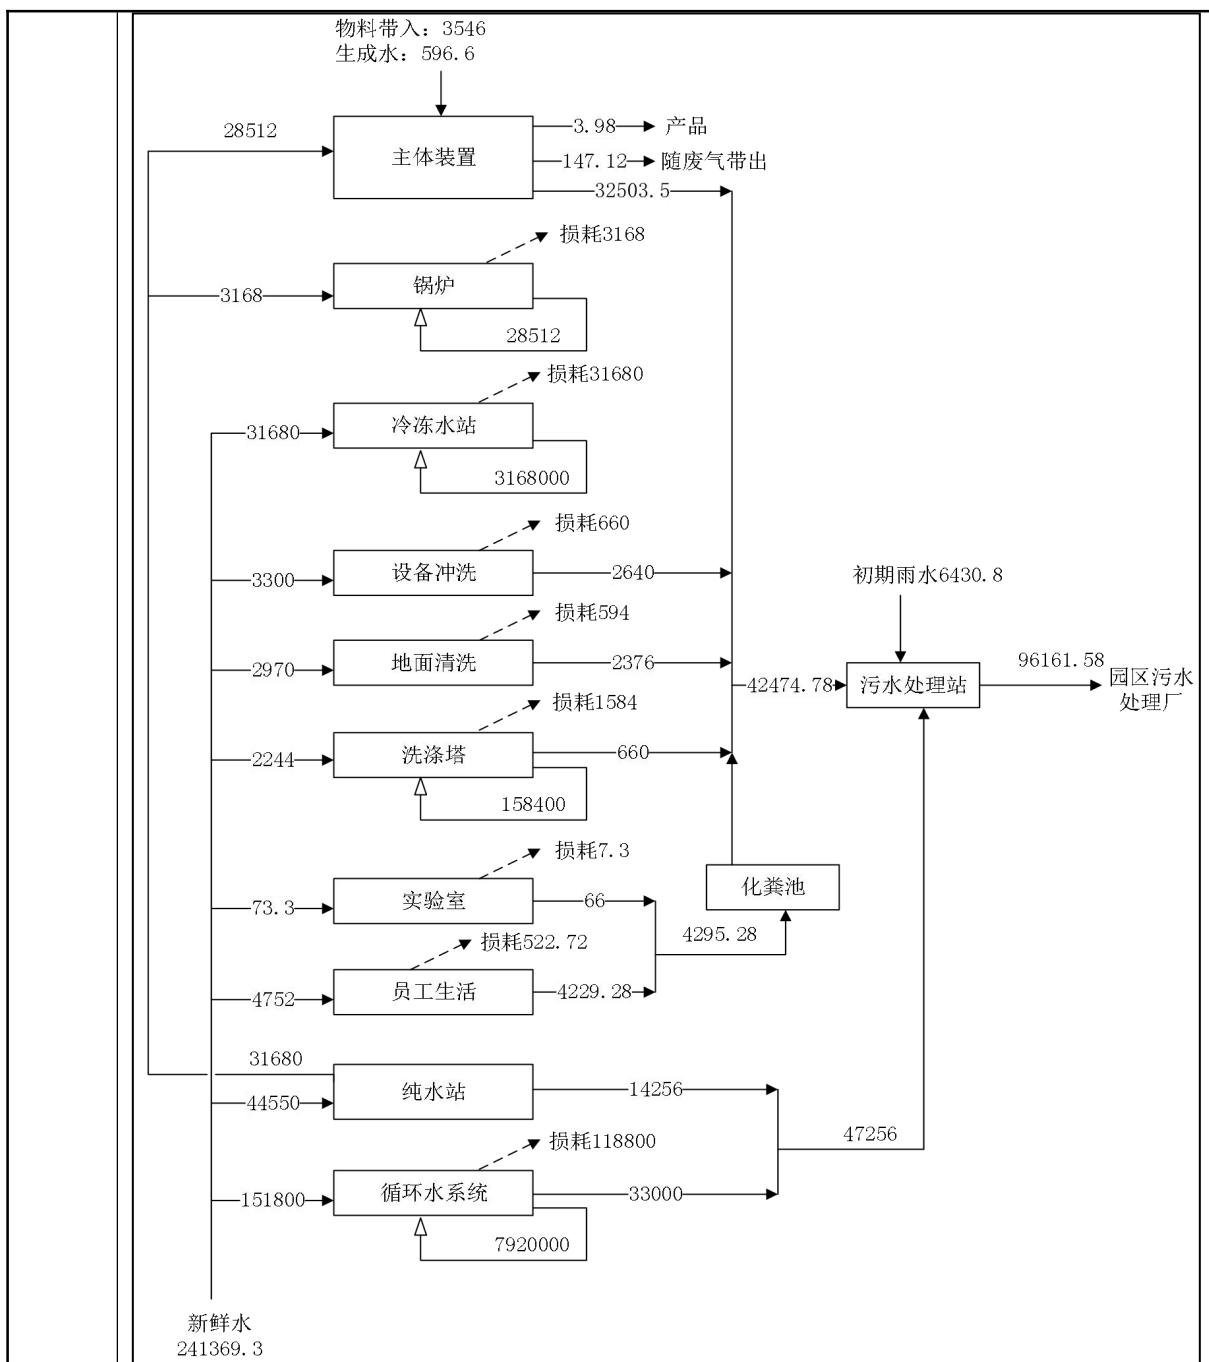 物料带入：3546
生成水：596.6
28512
主体装置
3.98
产品
147.12
随废气带出
32503.5
损耗3168
锅炉
3168
28512
损耗31680
冷冻水站
31680
3168000
损耗660
设备冲洗
3300
2640
初期雨水6430.8
损耗594
地面清洗
2970
2376
96161.58
42474.78
污水处理站
园区污水
处理厂
损耗1584
洗涤塔
2244
660
158400
损耗7.3
实验室
73.3
66
化粪池
4295.28
损耗522.72
员工生活
4752
4229.28
31680
纯水站
44550
14256
47256
损耗118800
循环水系统
151800
33000
7920000
新鲜水
241369.3